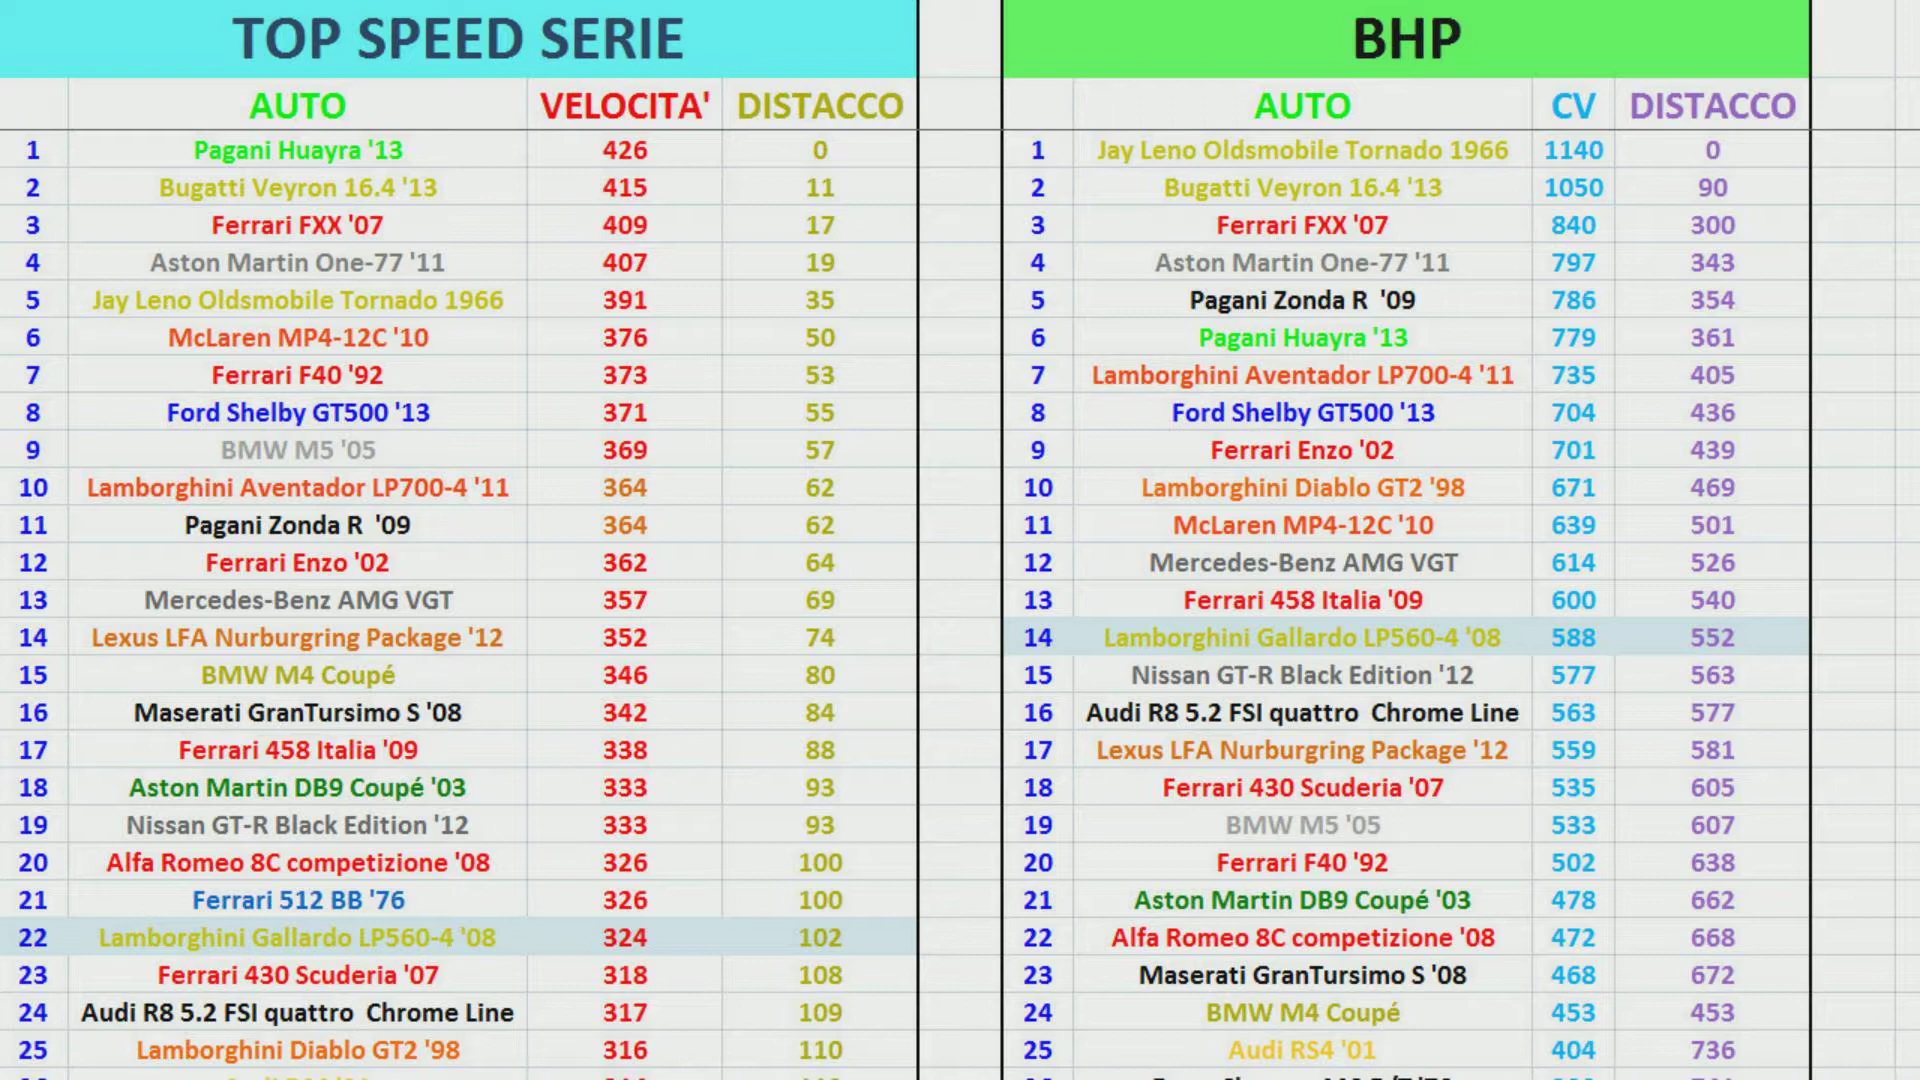 TOP SPEED SERIE
AUTO VELOCITA' DISTACCO
1 Pagani Huayra '13 426 0
2 Bugatti Veyron 16.4 '13 415 11
3 Ferrari FXX '07 409 17
4 Aston Martin One-77 '11 407 19
5 Jay Leno Oldsmobile Tornado 1966 391 35
6 McLaren MP4-12C '10 376 50
7 Ferrari F40 '92 373 53
8 Ford Shelby GT500 '13 371 55
9 BMW M5 '05 369 57
10 Lamborghini Aventador LP700-4 '11 364 62
11 Pagani Zonda R '09 364 62
12 Ferrari Enzo '02 362 64
13 Mercedes-Benz AMG VGT 357 69
14 Lexus LFA Nurburgring Package '12 352 74
15 BMW M4 Coupé 346 80
16 Maserati GranTursimo S '08 342 84
17 Ferrari 458 Italia '09 338 88
18 Aston Martin DB9 Coupé '03 333 93
19 Nissan GT-R Black Edition '12 333 93
20 Alfa Romeo 8C competizione '08 326 100
21 Ferrari 512 BB '76 326 100
22 Lamborghini Gallardo LP560-4 '08 324 102
23 Ferrari 430 Scuderia '07 318 108
24 Audi R8 5.2 FSI quattro Chrome Line 317 109
25 Lamborghini Diablo GT2 '98 316 110
BHP
AUTO CV DISTACCO
1 Jay Leno Oldsmobile Tornado 1966 1140 0
2 Bugatti Veyron 16.4 '13 1050 90
3 Ferrari FXX '07 840 300
4 Aston Martin One-77 '11 797 343
5 Pagani Zonda R '09 786 354
6 Pagani Huayra '13 779 361
7 Lamborghini Aventador LP700-4 '11 735 405
8 Ford Shelby GT500 '13 704 436
9 Ferrari Enzo '02 701 439
10 Lamborghini Diablo GT2 '98 671 469
11 McLaren MP4-12C '10 639 501
12 Mercedes-Benz AMG VGT 614 526
13 Ferrari 458 Italia '09 600 540
14 Lamborghini Gallardo LP560-4 '08 588 552
15 Nissan GT-R Black Edition '12 577 563
16 Audi R8 5.2 FSI quattro Chrome Line 563 577
17 Lexus LFA Nurburgring Package '12 559 581
18 Ferrari 430 Scuderia '07 535 605
19 BMW M5 '05 533 607
20 Ferrari F40 '92 502 638
21 Aston Martin DB9 Coupé '03 478 662
22 Alfa Romeo 8C competizione '08 472 668
23 Maserati GranTursimo S '08 468 672
24 BMW M4 Coupé 453 453
25 Audi RS4 '01 404 736